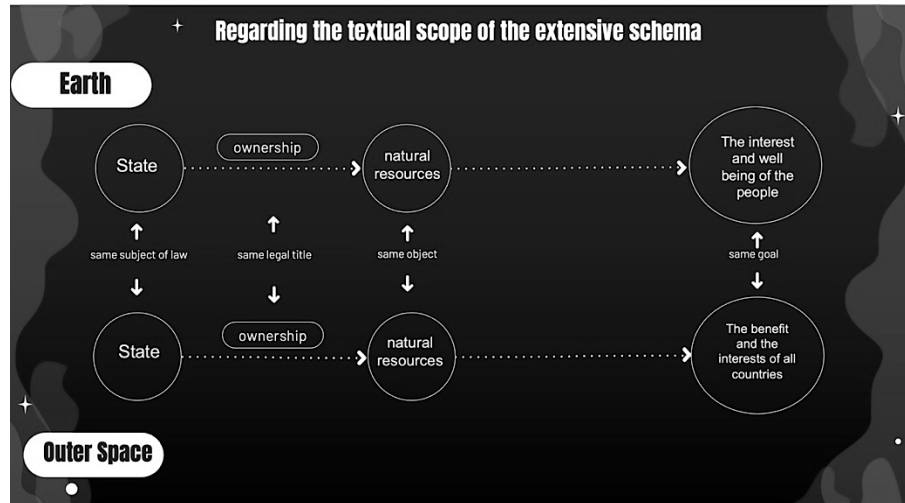 Regarding the textual scope of the extensive schema
Earth
State
ownership
natural
resources
The interest
and well
being of the
people
same subject of law
same legal title
same object
same goal
State
ownership
natural
resources
The benefit
and the
interests of all
countries
Outer Space